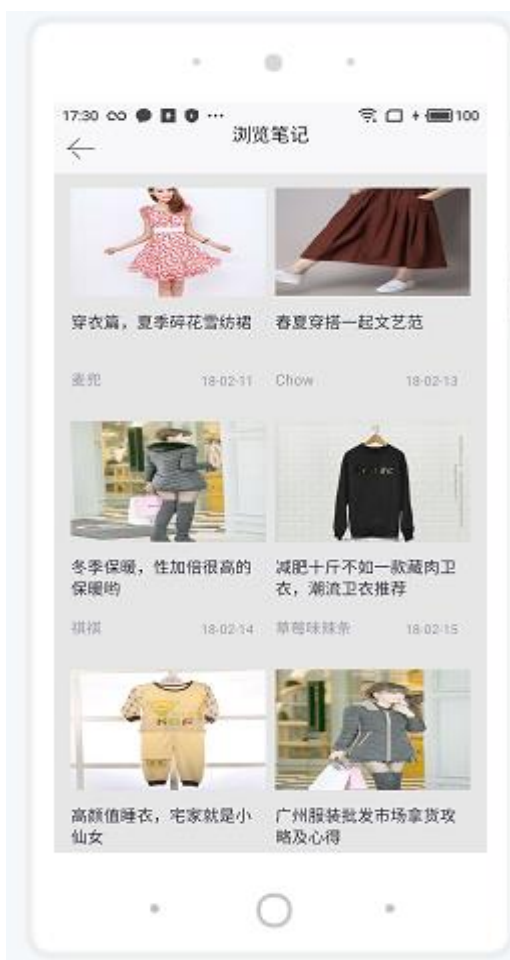 17:30
100
浏览笔记
穿衣篇，夏季碎花雪纺裙
春夏穿搭一起文艺范
麦兜
18-02-11
Chow
18-02-13
冬季保暖，性加倍很高的
保暖哟
减肥十斤不如一款藏肉卫
衣，潮流卫衣推荐
祺祺
18-02-14
草莓味辣条
18-02-15
高颜值睡衣，宅家就是小
仙女
广州服装批发市场拿货攻
略及心得